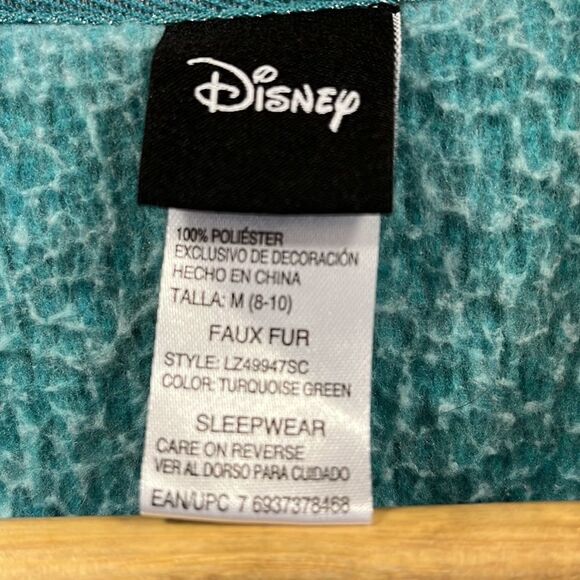 Disney
100% POLIÉSTER
EXCLUSIVO DE DECORACIÓN
HECHO EN CHINA
TALLA: M (8-10)
FAUX FUR
STYLE: LZ49947SC
COLOR: TURQUOISE GREEN
SLEEPWEAR
CARE ON REVERSE
VER AL DORSO PARA CUIDADO
EAN/UPC 7 6937378468